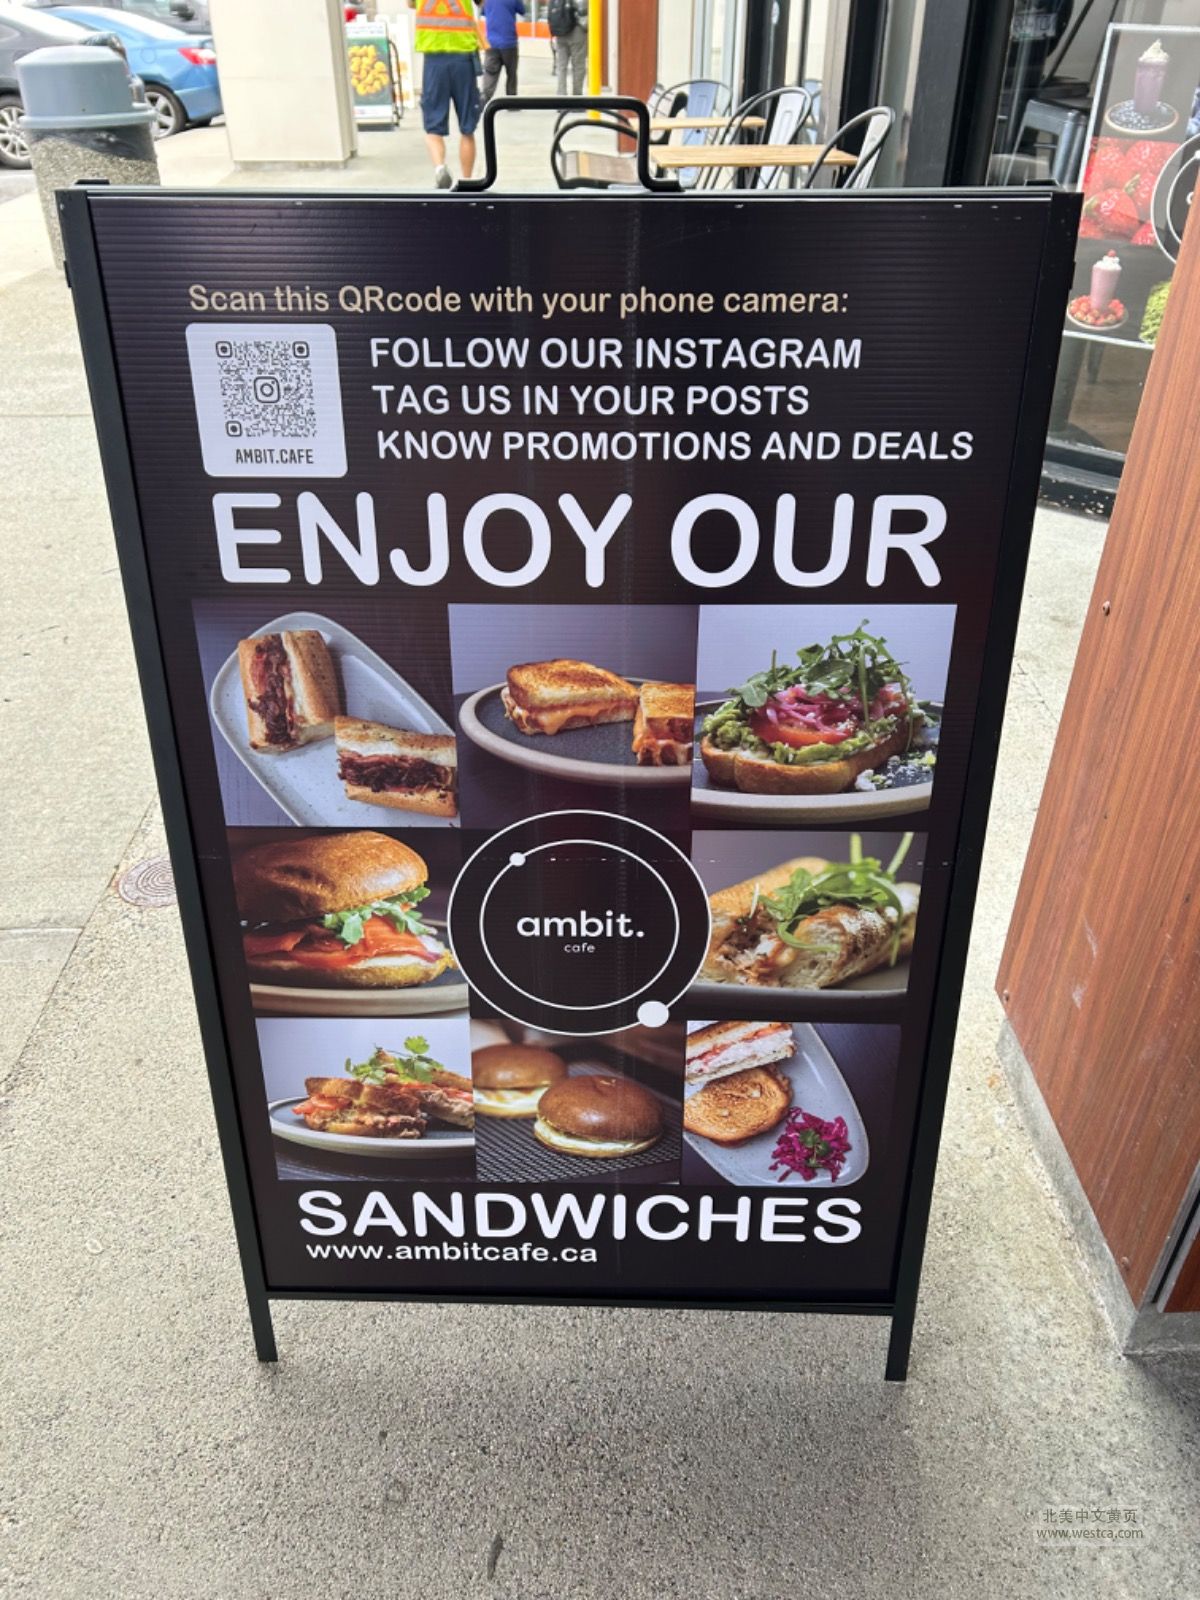 Scan this QRcode with your phone camera:
FOLLOW OUR INSTAGRAM
TAG US IN YOUR POSTS
KNOW PROMOTIONS AND DEALS
AMBIT.CAFE
ENJOY OUR
ambit.
cafe
SANDWICHES
www.ambitcafe.ca
北美中文黄页
www.westca.com